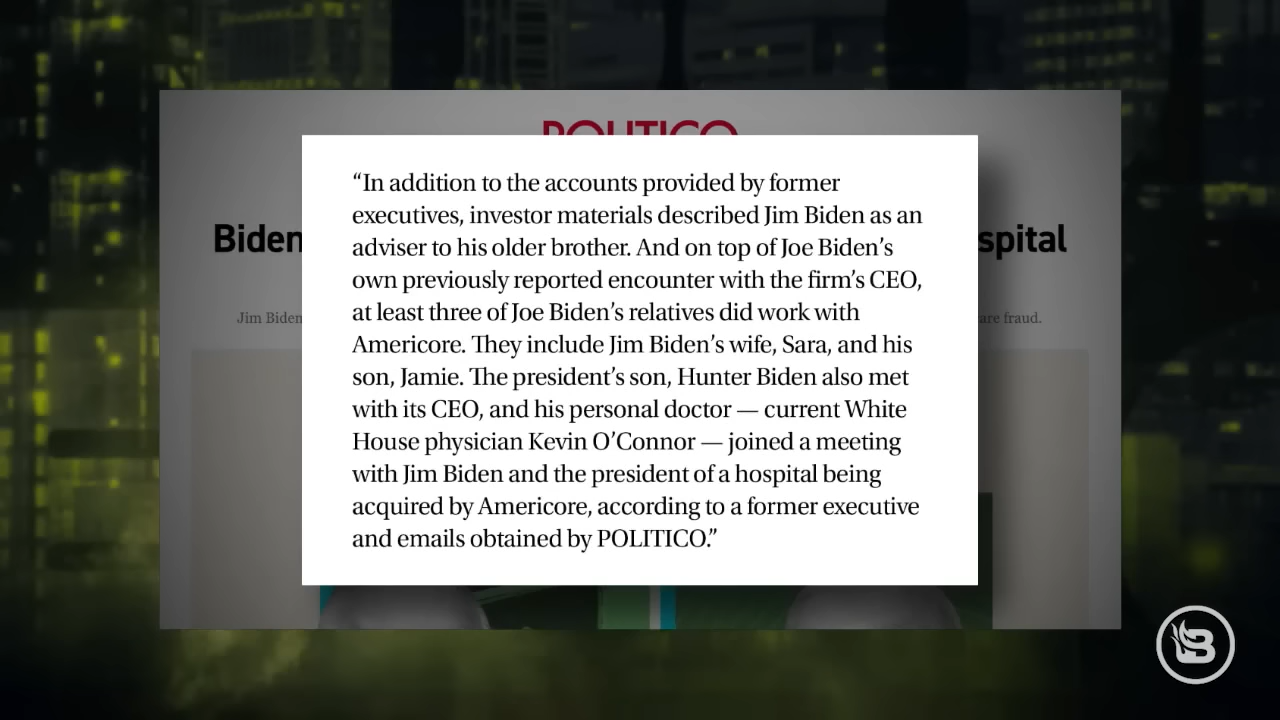 POLITICO
Biden
spital
Jim Biden
are fraud.
“In addition to the accounts provided by former
executives, investor materials described Jim Biden as an
adviser to his older brother. And on top of Joe Biden’s
own previously reported encounter with the firm’s CEO,
at least three of Joe Biden’s relatives did work with
Americore. They include Jim Biden’s wife, Sara, and his
son, Jamie. The president’s son, Hunter Biden also met
with its CEO, and his personal doctor — current White
House physician Kevin O’Connor — joined a meeting
with Jim Biden and the president of a hospital being
acquired by Americore, according to a former executive
and emails obtained by POLITICO.”
B